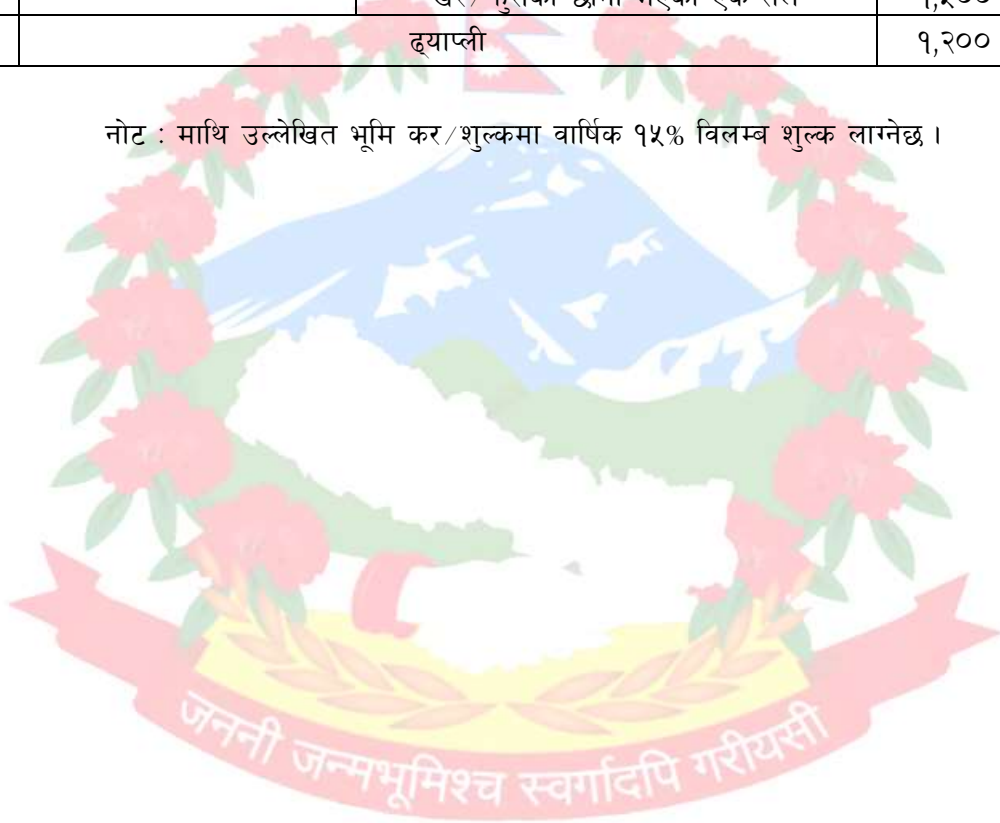 ढ्याप्ली १,२००
नोट : माथि उल्लेखित भूमि कर/शुल्कमा वार्षिक १५% विलम्ब शुल्क लाग्नेछ ।
जननी जन्मभूमिश्च स्वर्गादपि गरीयसी